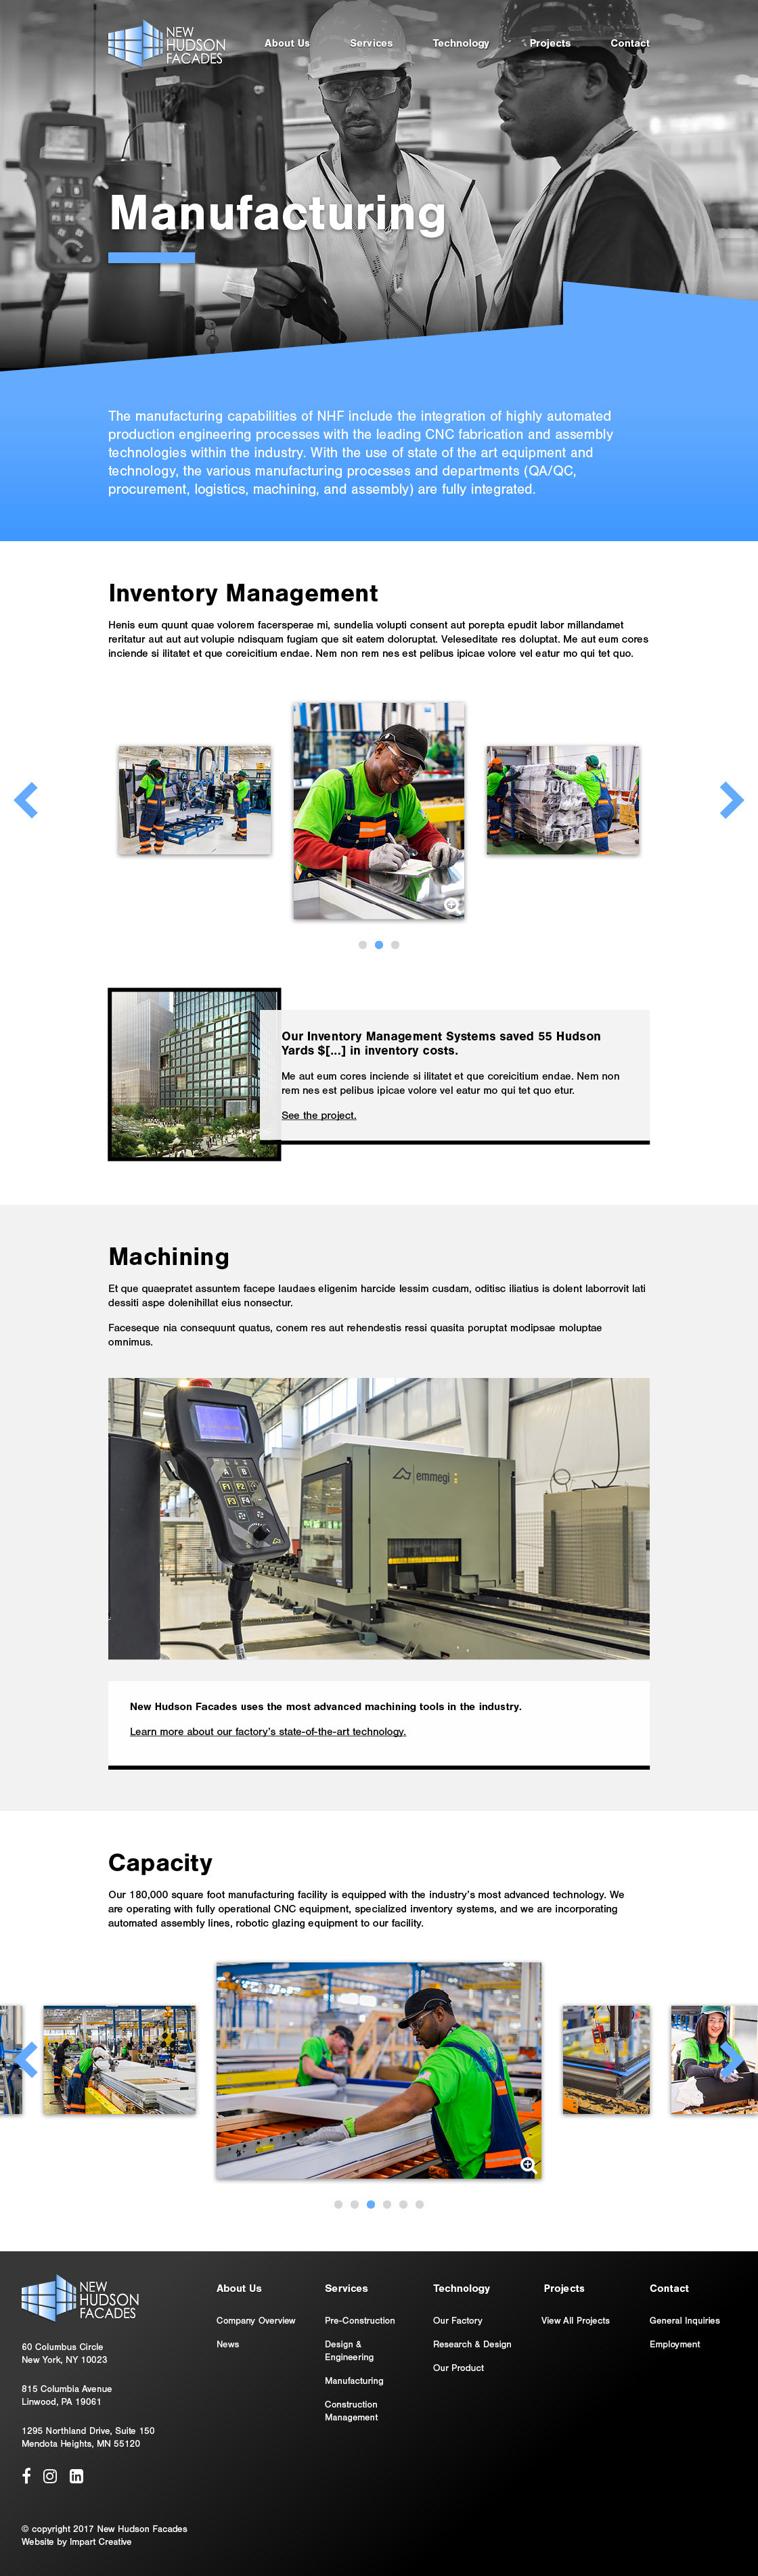 NEW
HUDSON
FACADES
About Us
Services
Technology
Projects
Contact
Manufacturing
The manufacturing capabilities of NHF include the integration of highly automated
production engineering processes with the leading CNC fabrication and assembly
technologies within the industry. With the use of state of the art equipment and
technology, the various manufacturing processes and departments (QA/QC,
procurement, logistics, machining, and assembly) are fully integrated.
Inventory Management
Henis eum quunt quae volorem facersperae mi, sundelia volupti consent aut porepta epudit labor millandamet
reritatur aut aut aut volupie ndisquam fugiam que sit eatem doloruptat. Veleseditate res doluptat. Me aut eum cores
inciende si ilitatet et que coreicitium endae. Nem non rem nes est pelibus ipicae volore vel eatur mo qui tet quo.
Our Inventory Management Systems saved 55 Hudson
Yards $[...] in inventory costs.
Me aut eum cores inciende si ilitatet et que coreicitium endae. Nem non
rem nes est pelibus ipicae volore vel eatur mo qui tet quo etur.
See the project.
Machining
Et que quaepratet assuntem facepe laudaes eligenim harcide lessim cusdam, oditisc iliatius is dolent laborrovit lati
dessiti aspe dolenihillat eius nonsectur.
Faceseque nia consequunt quatus, conem res aut rehendestis ressi quasita poruptat modipsae moluptae
omnimus.
A B
F1 F2
F3 F4
emmegi
New Hudson Facades uses the most advanced machining tools in the industry.
Learn more about our factory's state-of-the-art technology.
Capacity
Our 180,000 square foot manufacturing facility is equipped with the industry's most advanced technology. We
are operating with fully operational CNC equipment, specialized inventory systems, and we are incorporating
automated assembly lines, robotic glazing equipment to our facility.
NEW
HUDSON
FACADES
60 Columbus Circle
New York, NY 10023
815 Columbia Avenue
Linwood, PA 19061
1295 Northland Drive, Suite 150
Mendota Heights, MN 55120
© copyright 2017 New Hudson Facades
Website by Impart Creative
About Us
Company Overview
News
Services
Pre-Construction
Design &
Engineering
Manufacturing
Construction
Management
Technology
Our Factory
Research & Design
Our Product
Projects
View All Projects
Contact
General Inquiries
Employment